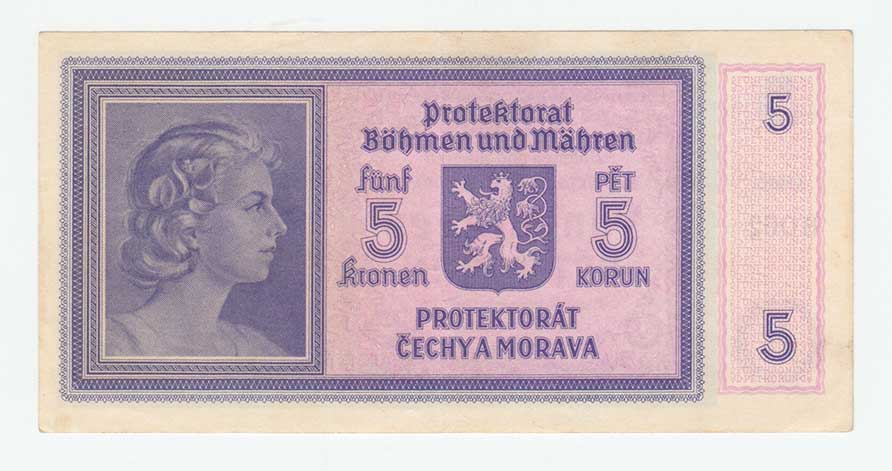 Protektorat
Böhmen und Mähren
fünf
PĚT
5
5
Kronen
KORUN
PROTEKTORÁT
ČECHY A MORAVA
5
5